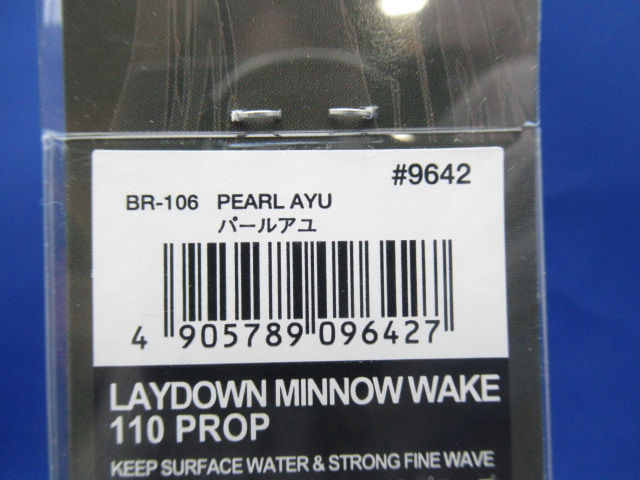 #9642
BR-106 PEARL AYU
パールアユ
4 905789 096427
LAYDOWN MINNOW WAKE
110 PROP
KEEP SURFACE WATER & STRONG FINE WAVE